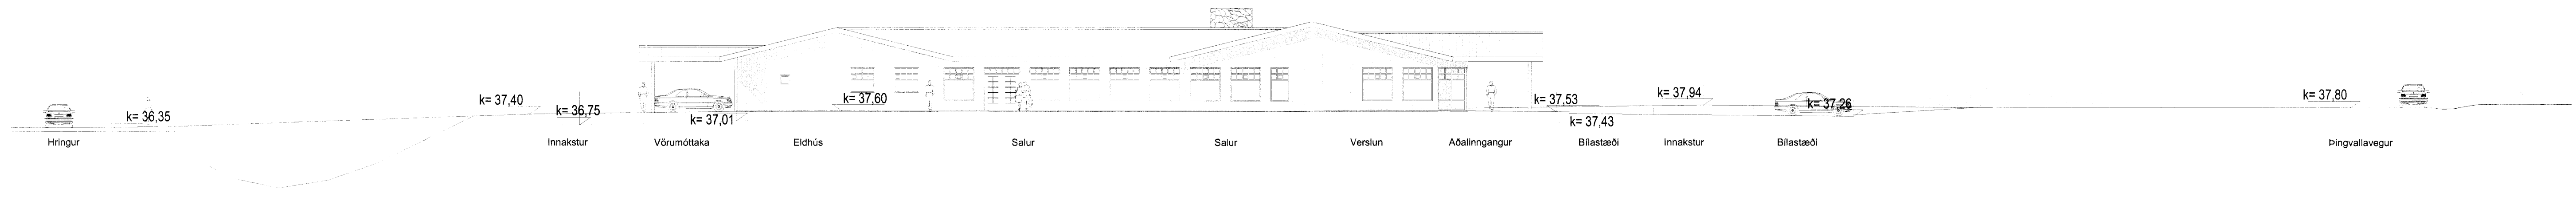 k= 36,35
k= 37,40
k= 36,75
k= 37,01
k= 37,60
k= 37,53
k= 37,43
k= 37,94
k= 37,26
k= 37,80
Hringur Innakstur Vörumóttaka Eldhús Salur Salur Verslun Aðalinngangur Bílastæði Innakstur Bílastæði Þingvallavegur